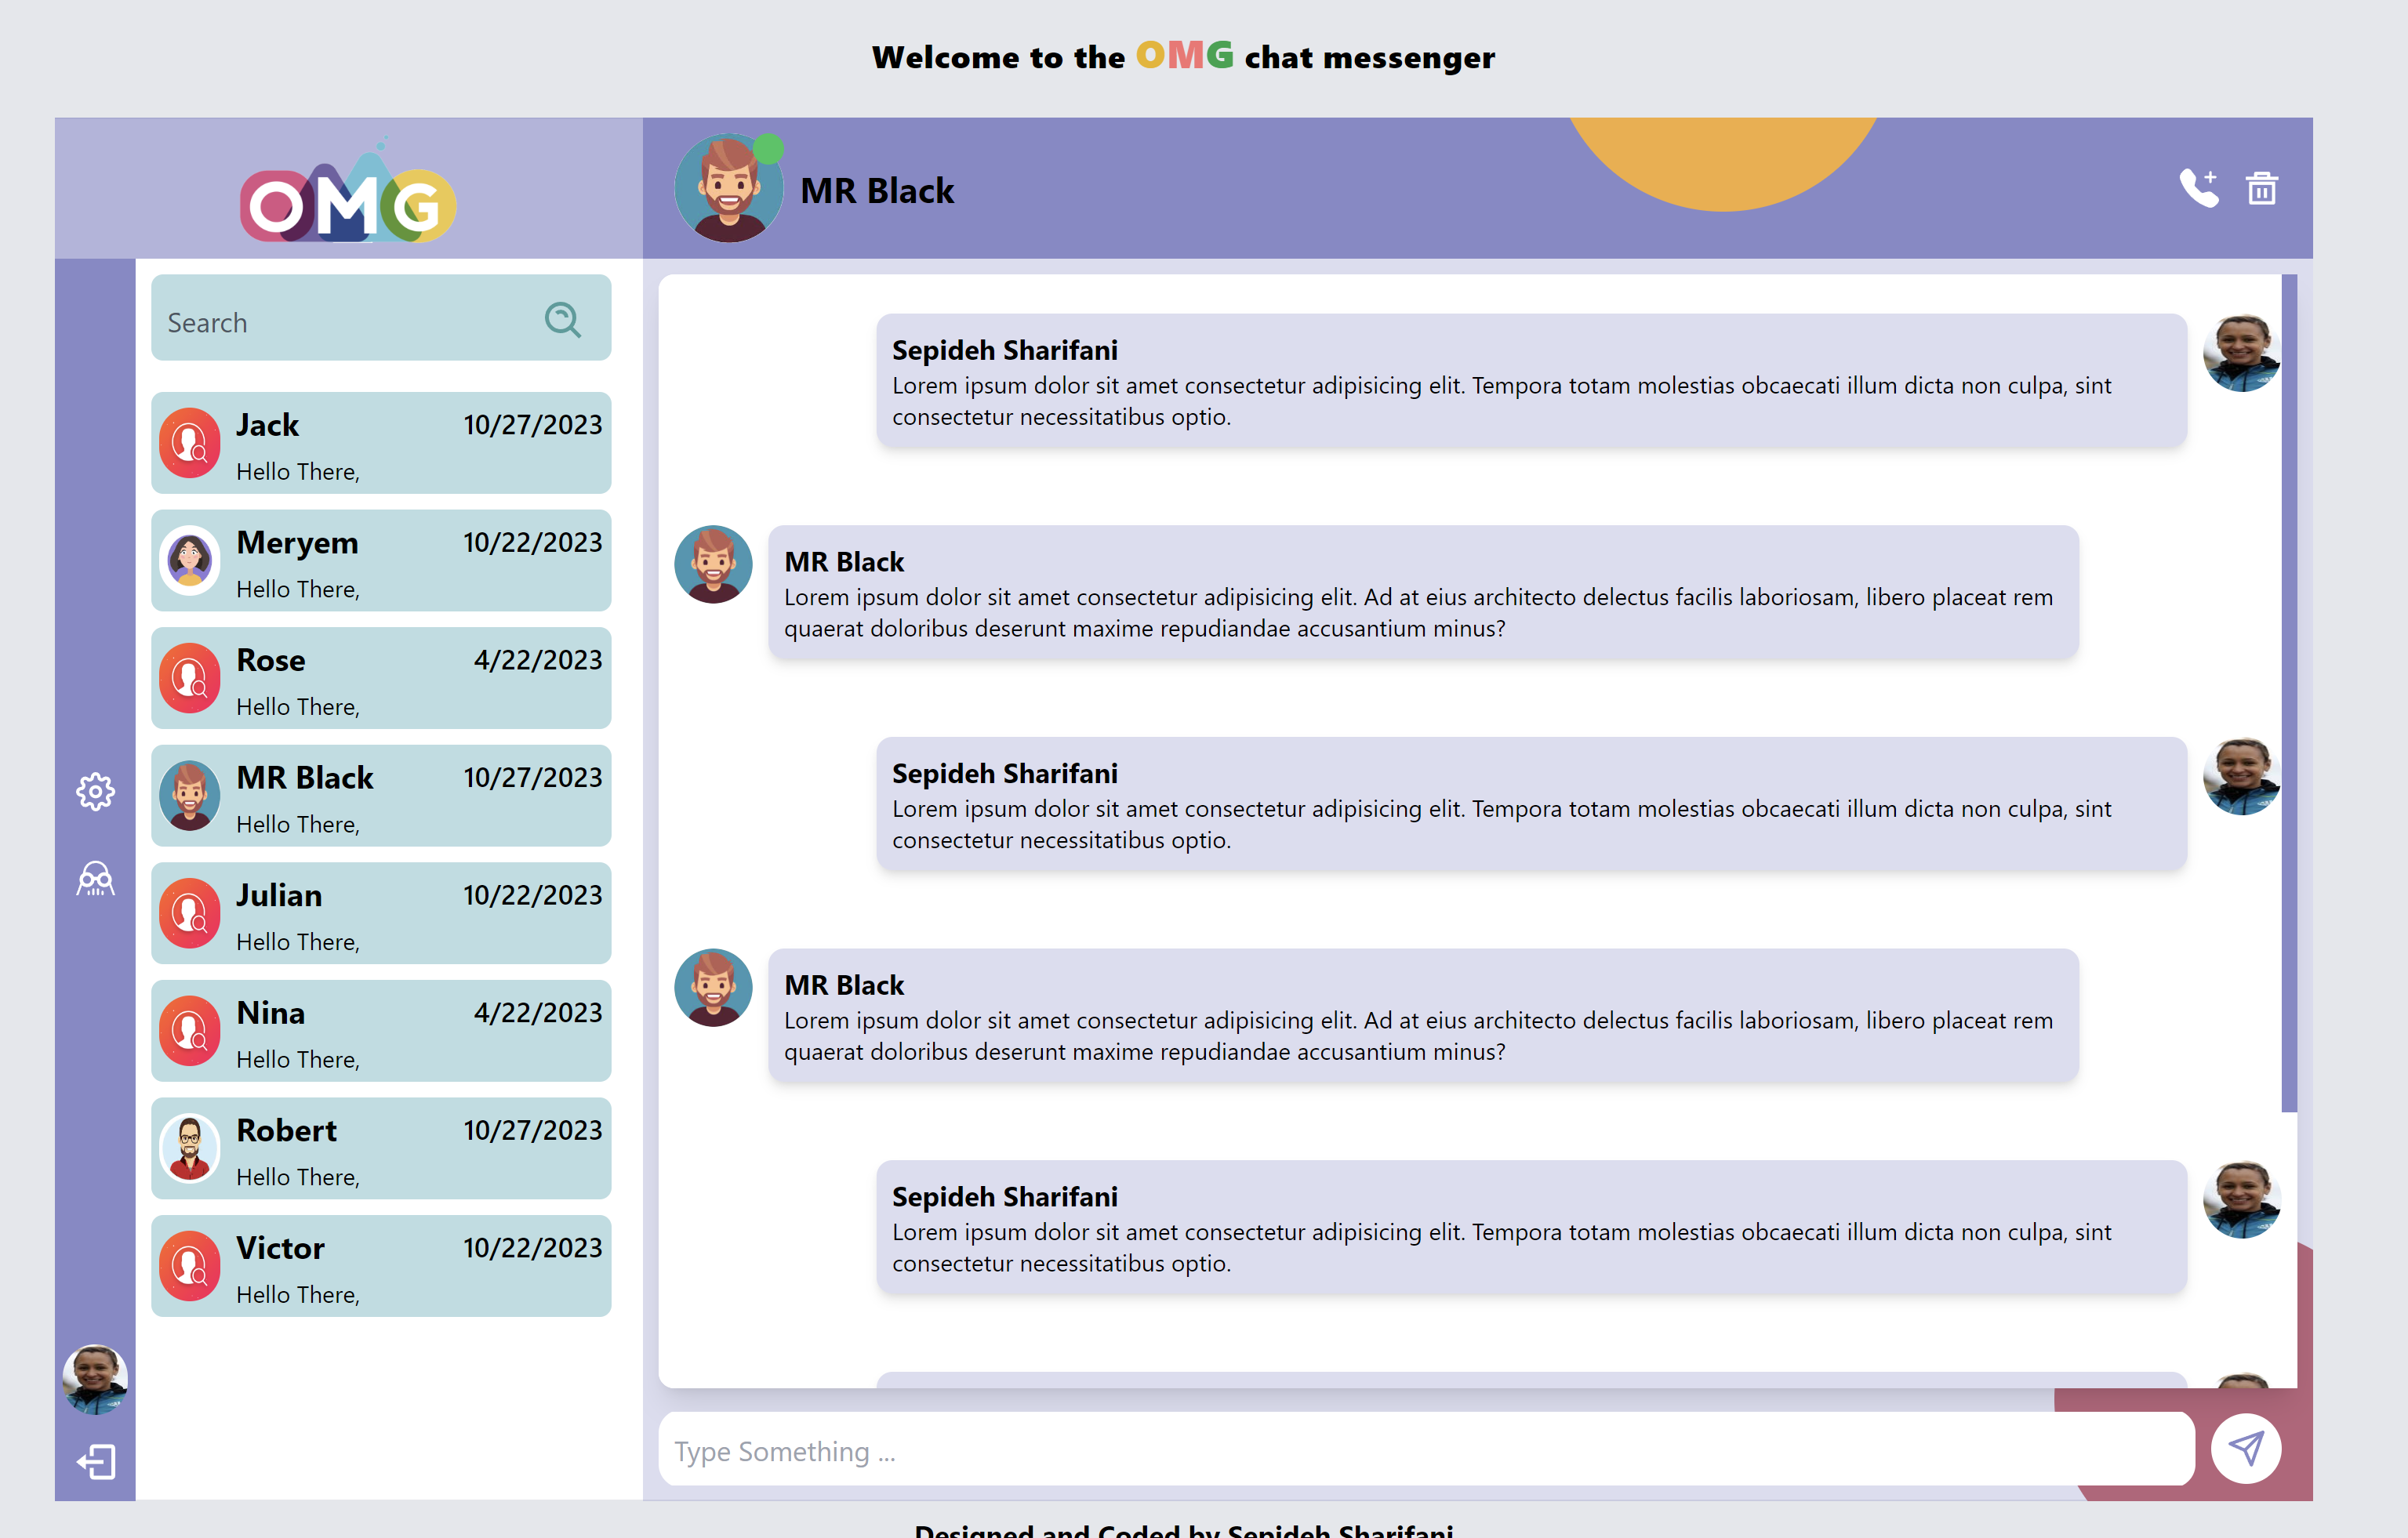 Welcome to the OMG chat messenger
OMG
MR Black
Search
Jack 10/27/2023
Hello There,
Meryem 10/22/2023
Hello There,
Rose 4/22/2023
Hello There,
MR Black 10/27/2023
Hello There,
Julian 10/22/2023
Hello There,
Nina 4/22/2023
Hello There,
Robert 10/27/2023
Hello There,
Victor 10/22/2023
Hello There,
Sepideh Sharifani
Lorem ipsum dolor sit amet consectetur adipisicing elit. Tempora totam molestias obcaecati illum dicta non culpa, sint
consectetur necessitatibus optio.
MR Black
Lorem ipsum dolor sit amet consectetur adipisicing elit. Ad at eius architecto delectus facilis laboriosam, libero placeat rem
quaerat doloribus deserunt maxime repudiandae accusantium minus?
Sepideh Sharifani
Lorem ipsum dolor sit amet consectetur adipisicing elit. Tempora totam molestias obcaecati illum dicta non culpa, sint
consectetur necessitatibus optio.
MR Black
Lorem ipsum dolor sit amet consectetur adipisicing elit. Ad at eius architecto delectus facilis laboriosam, libero placeat rem
quaerat doloribus deserunt maxime repudiandae accusantium minus?
Sepideh Sharifani
Lorem ipsum dolor sit amet consectetur adipisicing elit. Tempora totam molestias obcaecati illum dicta non culpa, sint
consectetur necessitatibus optio.
Type Something ...
Designed and Coded by Sepideh Sharifani